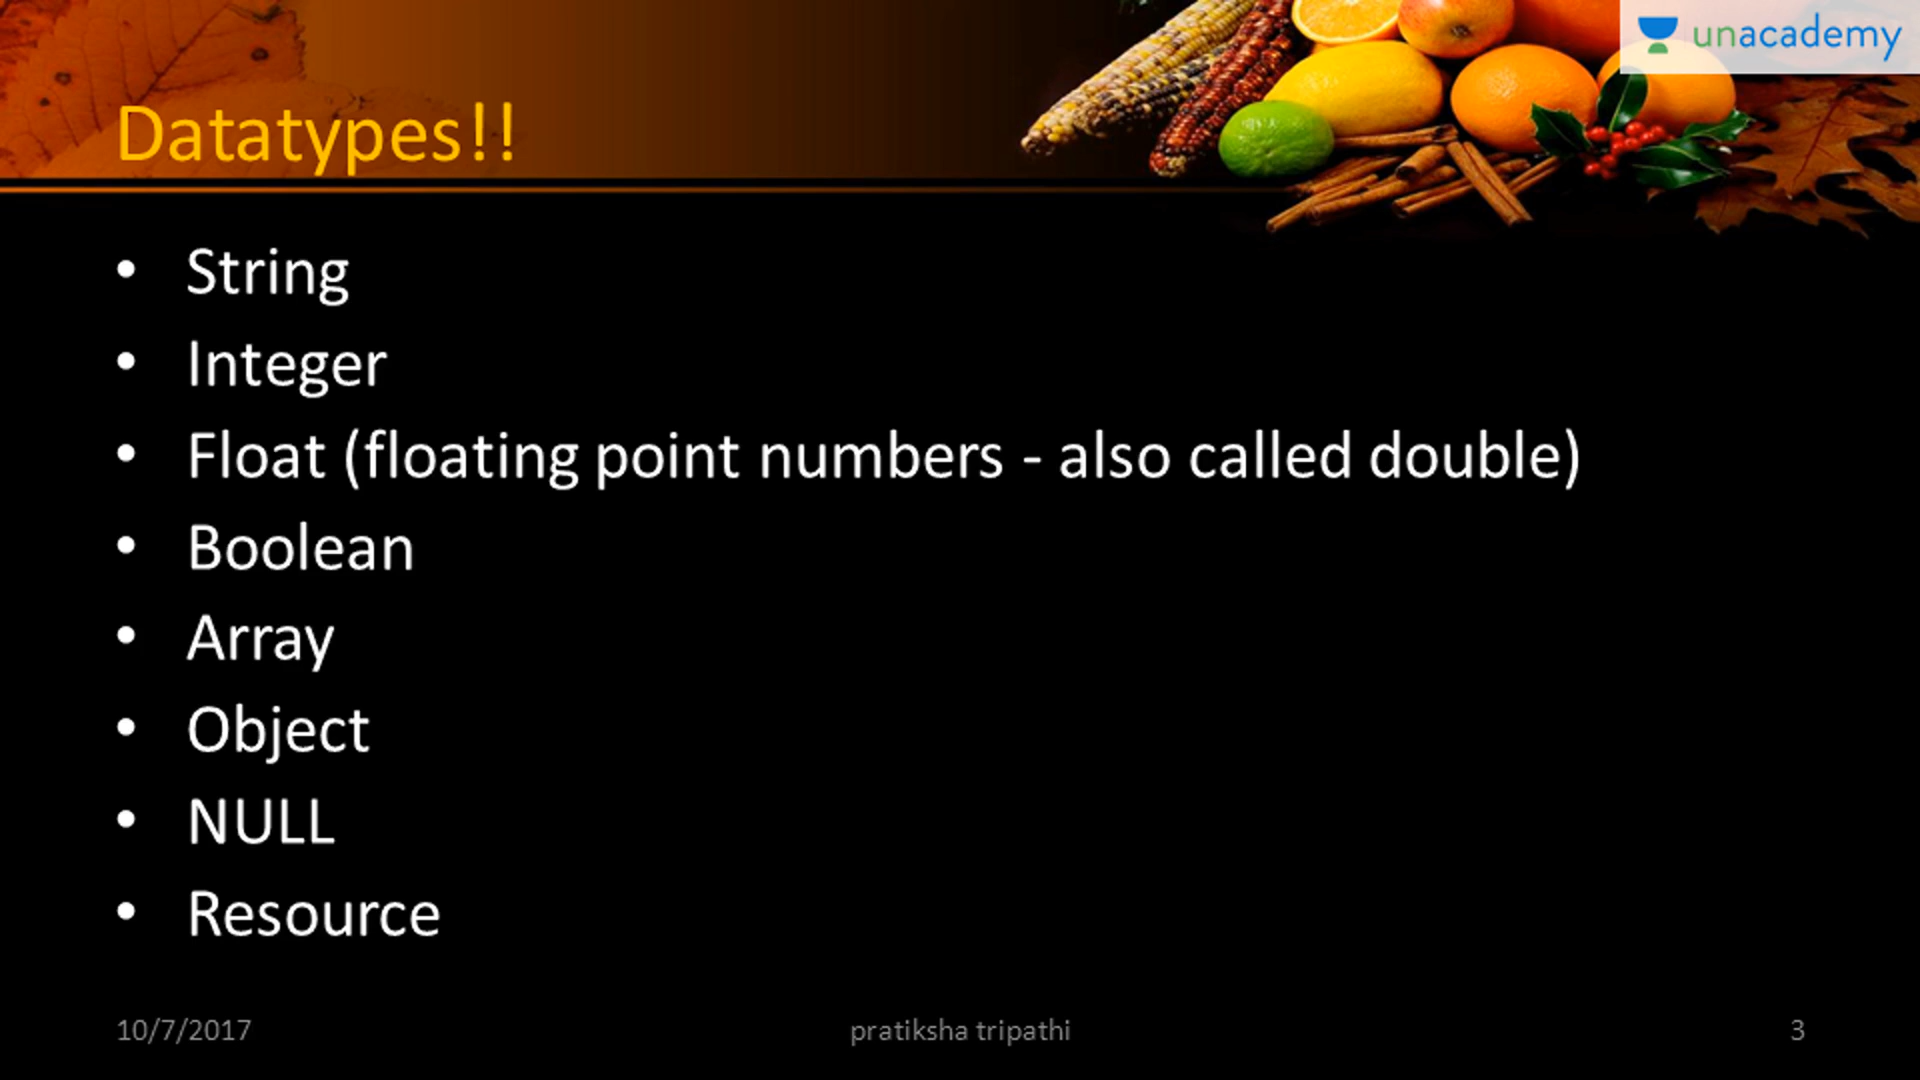 unacademy
Datatypes!!
• String
• Integer
• Float (floating point numbers - also called double)
• Boolean
• Array
• Object
• NULL
• Resource
10/7/2017
pratiksha tripathi
3